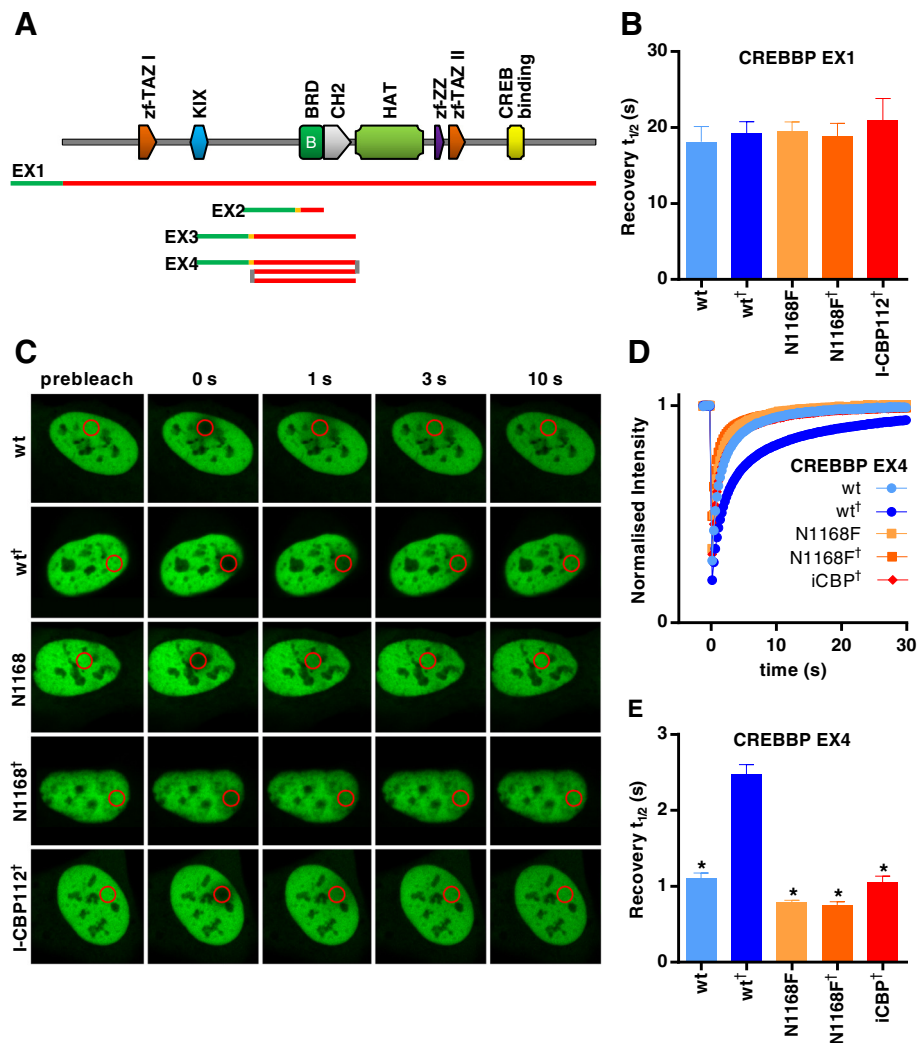 A
zf-TAZ I
KIX
BRD
CH2
HAT
zf-ZZ
zf-TAZ II
CREB
binding
B
EX1
EX2
EX3
EX4
B
CREBBP EX1
Recovery t1/2 (s)
30
20
10
0
wt
wt†
N1168F
N1168F†
I-CBP112†
C
prebleach 0 s 1 s 3 s 10 s
wt
wt†
N1168
N1168†
I-CBP112†
D
Normalised Intensity
1
0
0 10 20 30
time (s)
CREBBP EX4
wt
wt†
N1168F
N1168F†
iCBP†
E
CREBBP EX4
Recovery t1/2 (s)
3
2
1
0
* * * *
wt
wt†
N1168F
N1168F†
iCBP†